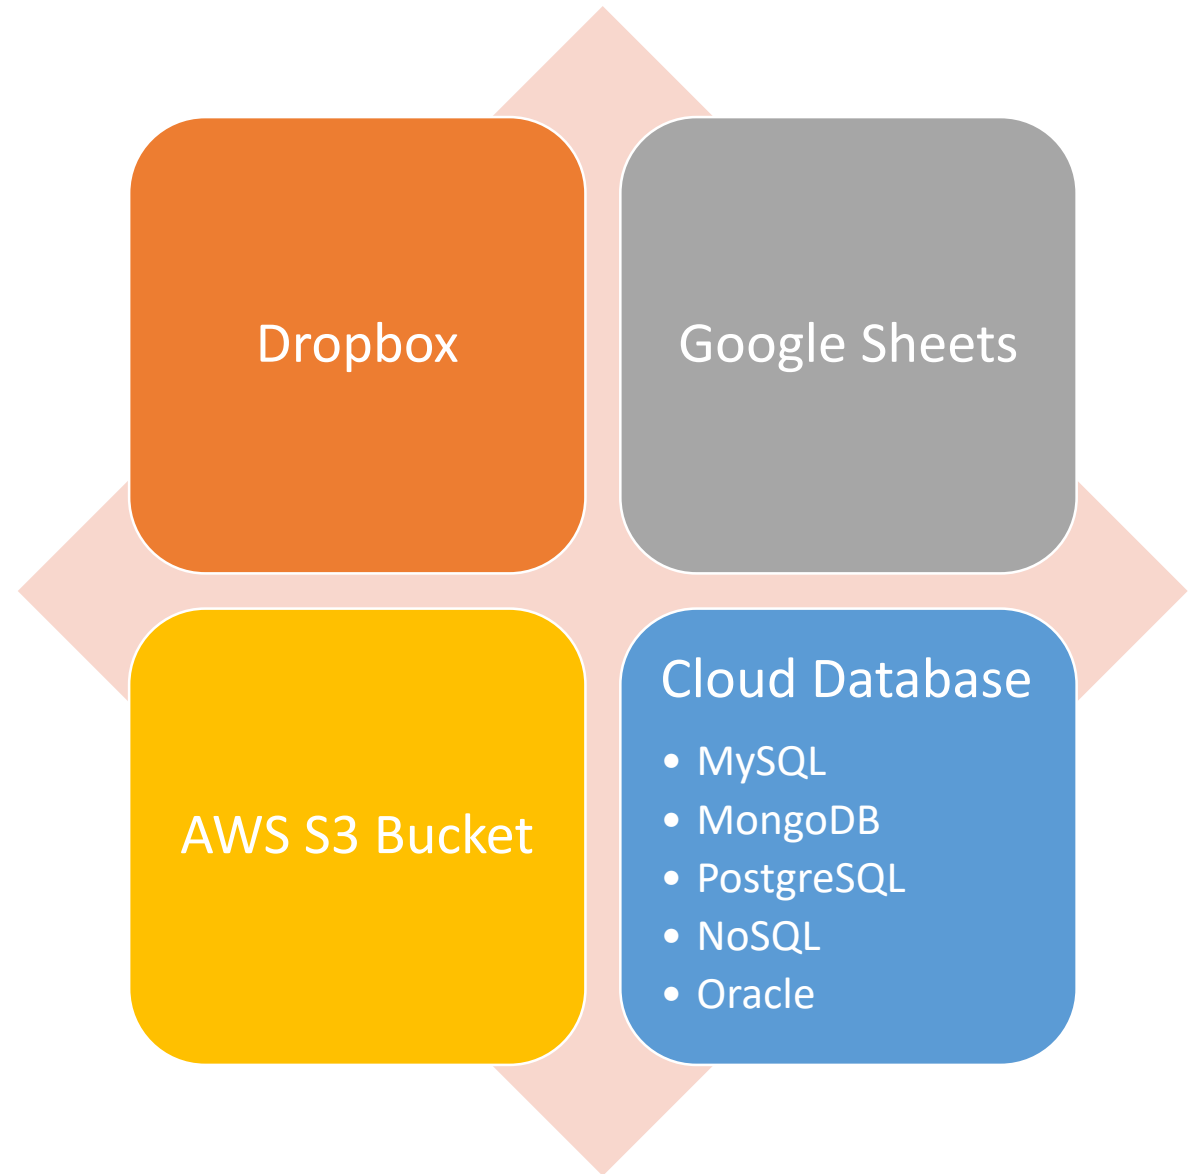 Dropbox
Google Sheets
AWS S3 Bucket
Cloud Database
• MySQL
• MongoDB
• PostgreSQL
• NoSQL
• Oracle